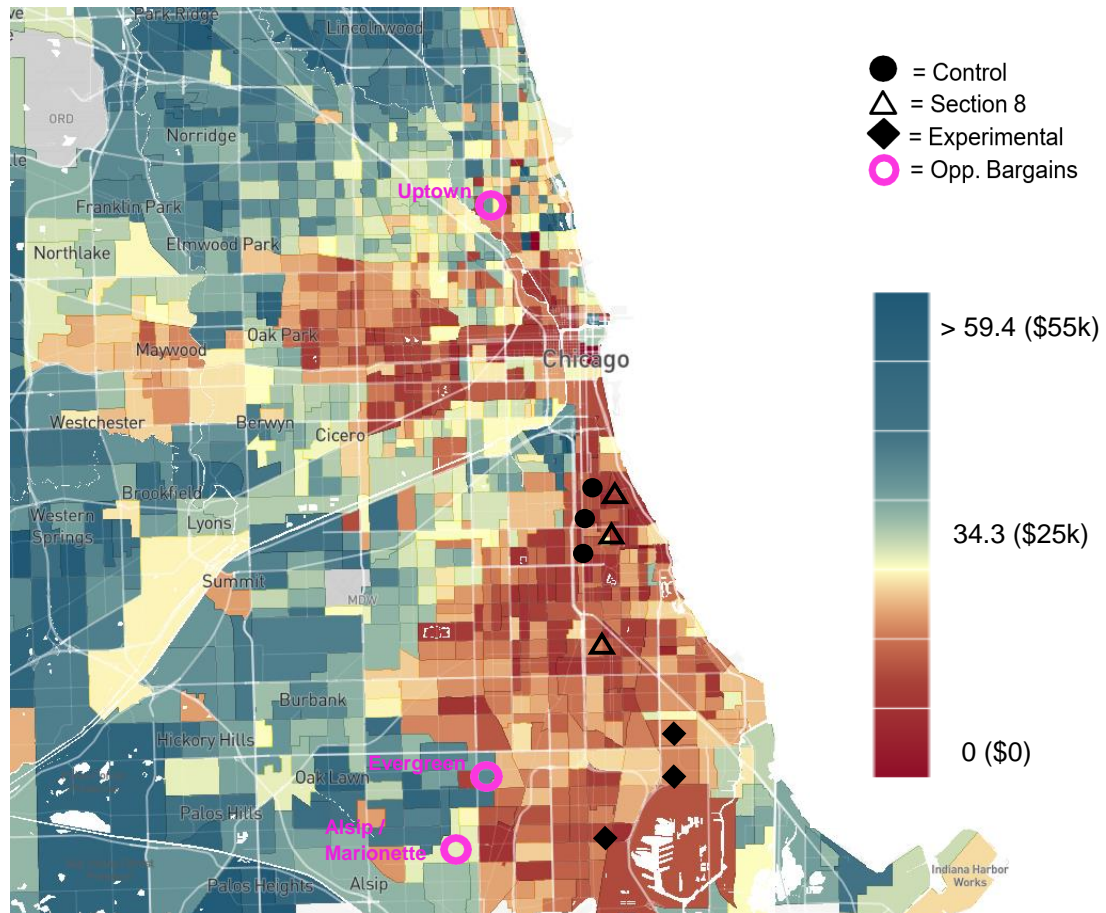 Park Ridge
Lincolnwood
ORD
Norridge
Uptown
Franklin Park
Elmwood Park
Northlake
Oak Park
Maywood
Chicago
Westchester
Berwyn
Cicero
Brookfield
Western
Springs
Lyons
Summit
MDW
Burbank
Hickory Hills
Evergreen
Oak Lawn
Palos Hills
Alsip /
Marionette
Palos Heights
Alsip
Indiana Harbor
Works
= Control
= Section 8
= Experimental
= Opp. Bargains
> 59.4 ($55k)
34.3 ($25k)
0 ($0)